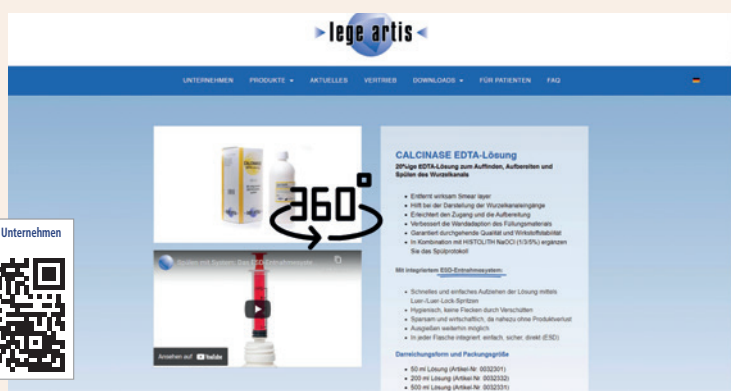 lege artis
UNTERNEHMEN PRODUKTE AKTUELLES VERTRIEB DOWNLOADS FÜR PATIENTEN FAQ
CALCINASE
360°
Spülen mit System: Das ESD-Entnahmesyste
Ansehen auf YouTube
Unternehmen
CALCINASE EDTA-Lösung
20%ige EDTA-Lösung zum Auffinden, Aufbereiten und
Spülen des Wurzelkanals
Entfernt wirksam Smear layer
Hilft bei der Darstellung der Wurzelkanaleingänge
Erleichtert den Zugang und die Aufbereitung
Verbessert die Wandadaption des Füllungsmaterials
Garantiert durchgehende Qualität und Wirkstoffstabilität
In Kombination mit HISTOLITH NaOCl (1/3/5%) ergänzen
Sie das Spülprotokoll
Mit integriertem ESD-Entnahmesystem:
Schnelles und einfaches Aufziehen der Lösung mittels
Luer-/Luer-Lock-Spritzen
Hygienisch, keine Flecken durch Verschütten
Sparsam und wirtschaftlich, da nahezu ohne Produktverlust
Ausgießen weiterhin möglich
In jeder Flasche integriert: einfach, sicher, direkt (ESD)
Darreichungsform und Packungsgröße
50 ml Lösung (Artikel-Nr. 0032301)
200 ml Lösung (Artikel-Nr. 0032332)
500 ml Lösung (Artikel-Nr. 0032331)